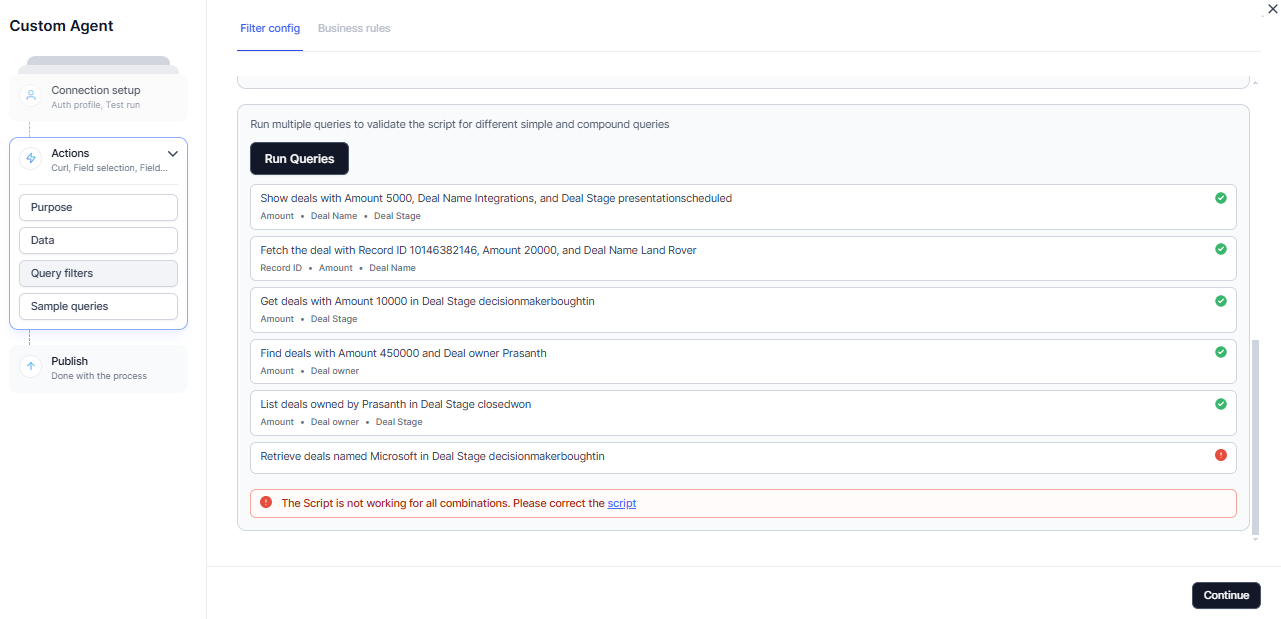 Custom Agent
Connection setup
Auth profile, Test run
Actions
Curl, Field selection, Field...
Purpose
Data
Query filters
Sample queries
Publish
Done with the process
Filter config
Business rules
Run multiple queries to validate the script for different simple and compound queries
Run Queries
Show deals with Amount 5000, Deal Name Integrations, and Deal Stage presentationscheduled
Amount • Deal Name • Deal Stage
Fetch the deal with Record ID 10146382146, Amount 20000, and Deal Name Land Rover
Record ID • Amount • Deal Name
Get deals with Amount 10000 in Deal Stage decisionmakerboughtin
Amount • Deal Stage
Find deals with Amount 450000 and Deal owner Prasanth
Amount • Deal owner
List deals owned by Prasanth in Deal Stage closedwon
Amount • Deal owner • Deal Stage
Retrieve deals named Microsoft in Deal Stage decisionmakerboughtin
The Script is not working for all combinations. Please correct the script
Continue